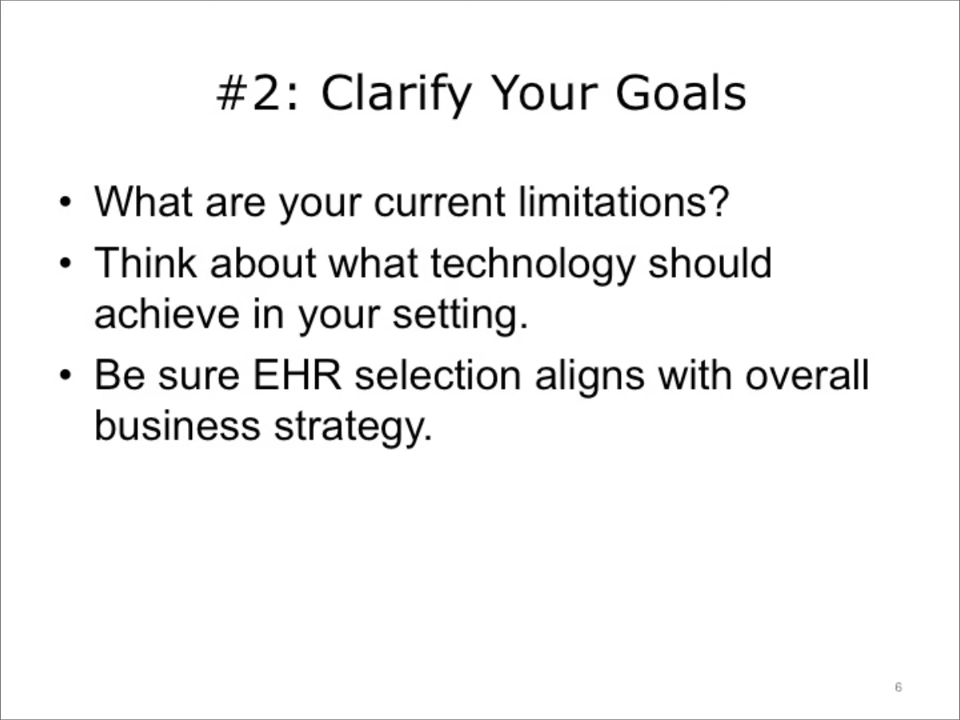 #2: Clarify Your Goals
• What are your current limitations?
• Think about what technology should
achieve in your setting.
• Be sure EHR selection aligns with overall
business strategy.
6